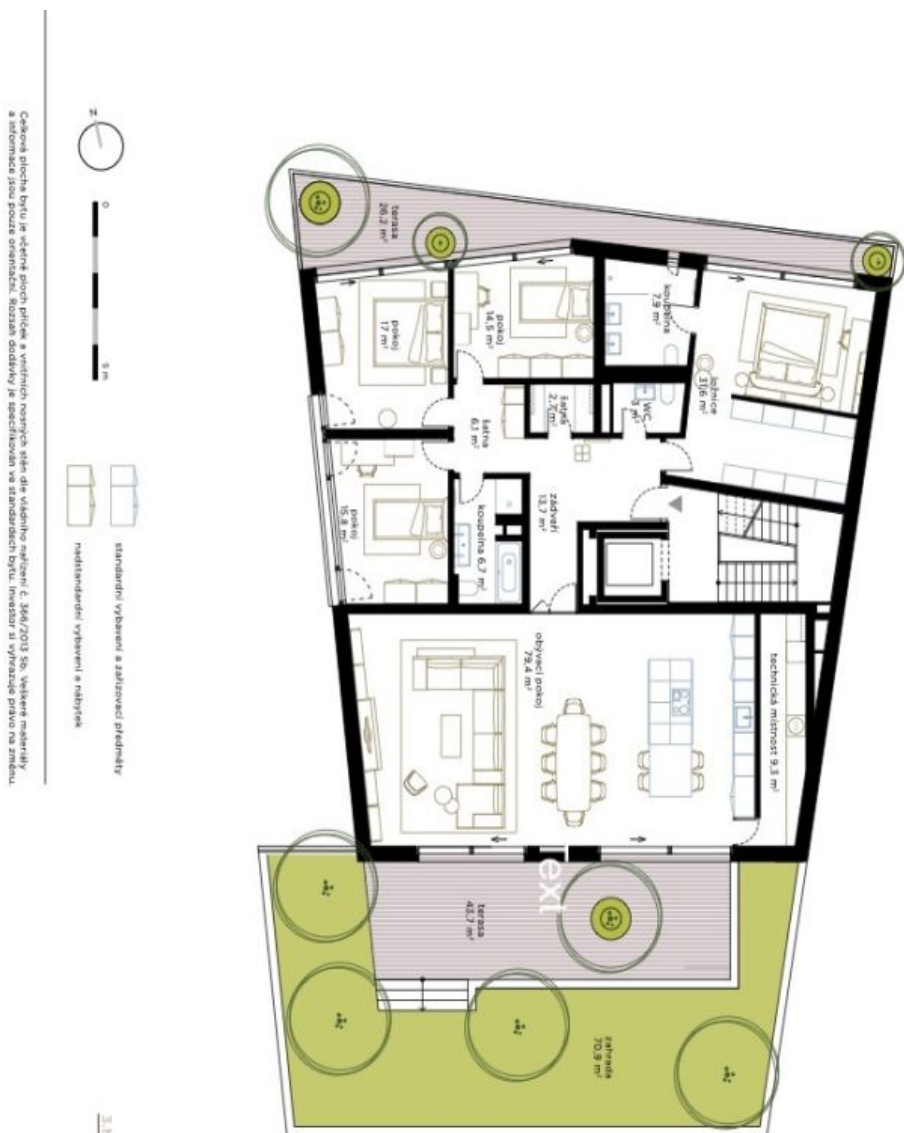 terasa
26,2 m²
pokoj
17 m²
pokoj
14,5 m²
koupelna
7,9 m²
ložnice
31,6 m²
WC
3 m²
šatna
2,7 m²
šatna
6,1 m²
zádveří
13,7 m²
pokoj
15,8 m²
koupelna 6,7 m²
obývací pokoj
79,4 m²
technická místnost 9,3 m²
ext
terasa
43,7 m²
zahrada
70,9 m²
standardní vybavení a zařizovací předměty
nadstandardní vybavení a nábytek
N
0
5 m
Celková plocha bytu je včetně ploch příček a vnitřních nosných stěn dle vládního nařízení č. 366/2013 Sb. Veškeré materiály
a informace jsou pouze orientační. Rozsah dodávky je specifikován ve standardech bytu. Investor si vyhrazuje právo na změnu.